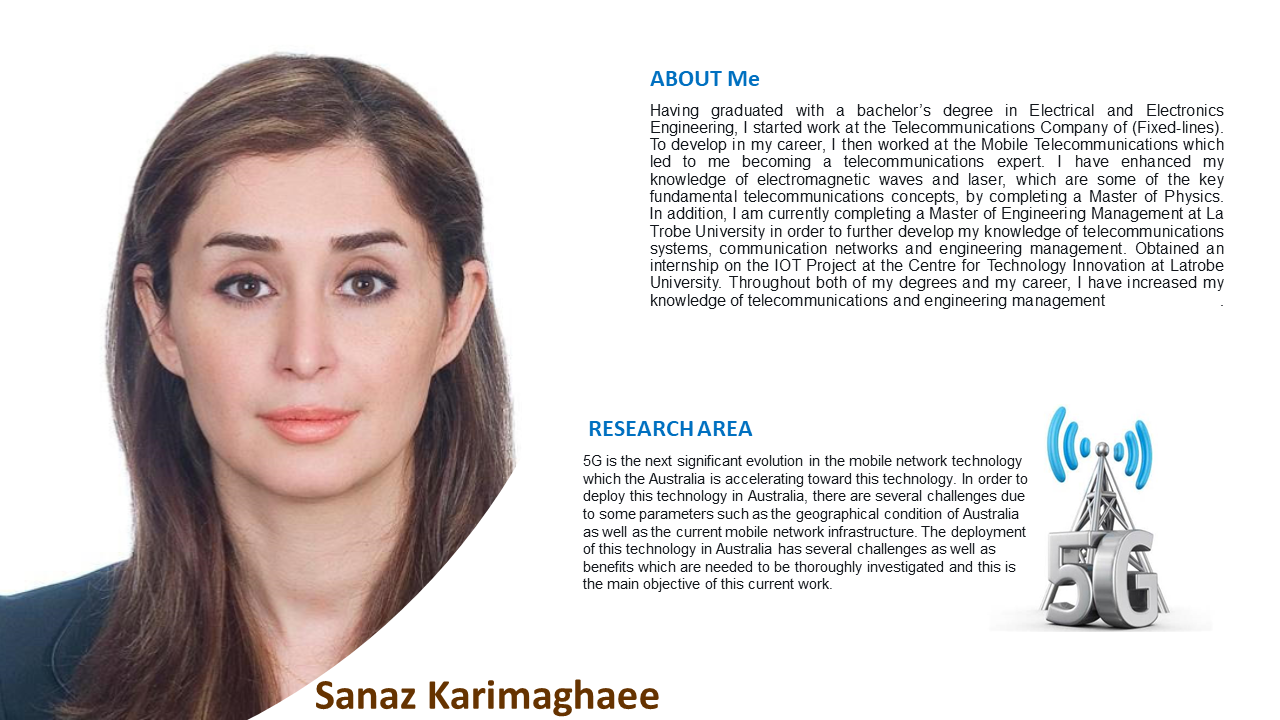 ABOUT Me
Having graduated with a bachelor’s degree in Electrical and Electronics
Engineering, I started work at the Telecommunications Company of (Fixed-lines).
To develop in my career, I then worked at the Mobile Telecommunications which
led to me becoming a telecommunications expert. I have enhanced my
knowledge of electromagnetic waves and laser, which are some of the key
fundamental telecommunications concepts, by completing a Master of Physics.
In addition, I am currently completing a Master of Engineering Management at La
Trobe University in order to further develop my knowledge of telecommunications
systems, communication networks and engineering management. Obtained an
internship on the IOT Project at the Centre for Technology Innovation at Latrobe
University. Throughout both of my degrees and my career, I have increased my
knowledge of telecommunications and engineering management .
RESEARCH AREA
5G is the next significant evolution in the mobile network technology
which the Australia is accelerating toward this technology. In order to
deploy this technology in Australia, there are several challenges due
to some parameters such as the geographical condition of Australia
as well as the current mobile network infrastructure. The deployment
of this technology in Australia has several challenges as well as
benefits which are needed to be thoroughly investigated and this is
the main objective of this current work.
5G
Sanaz Karimaghaee